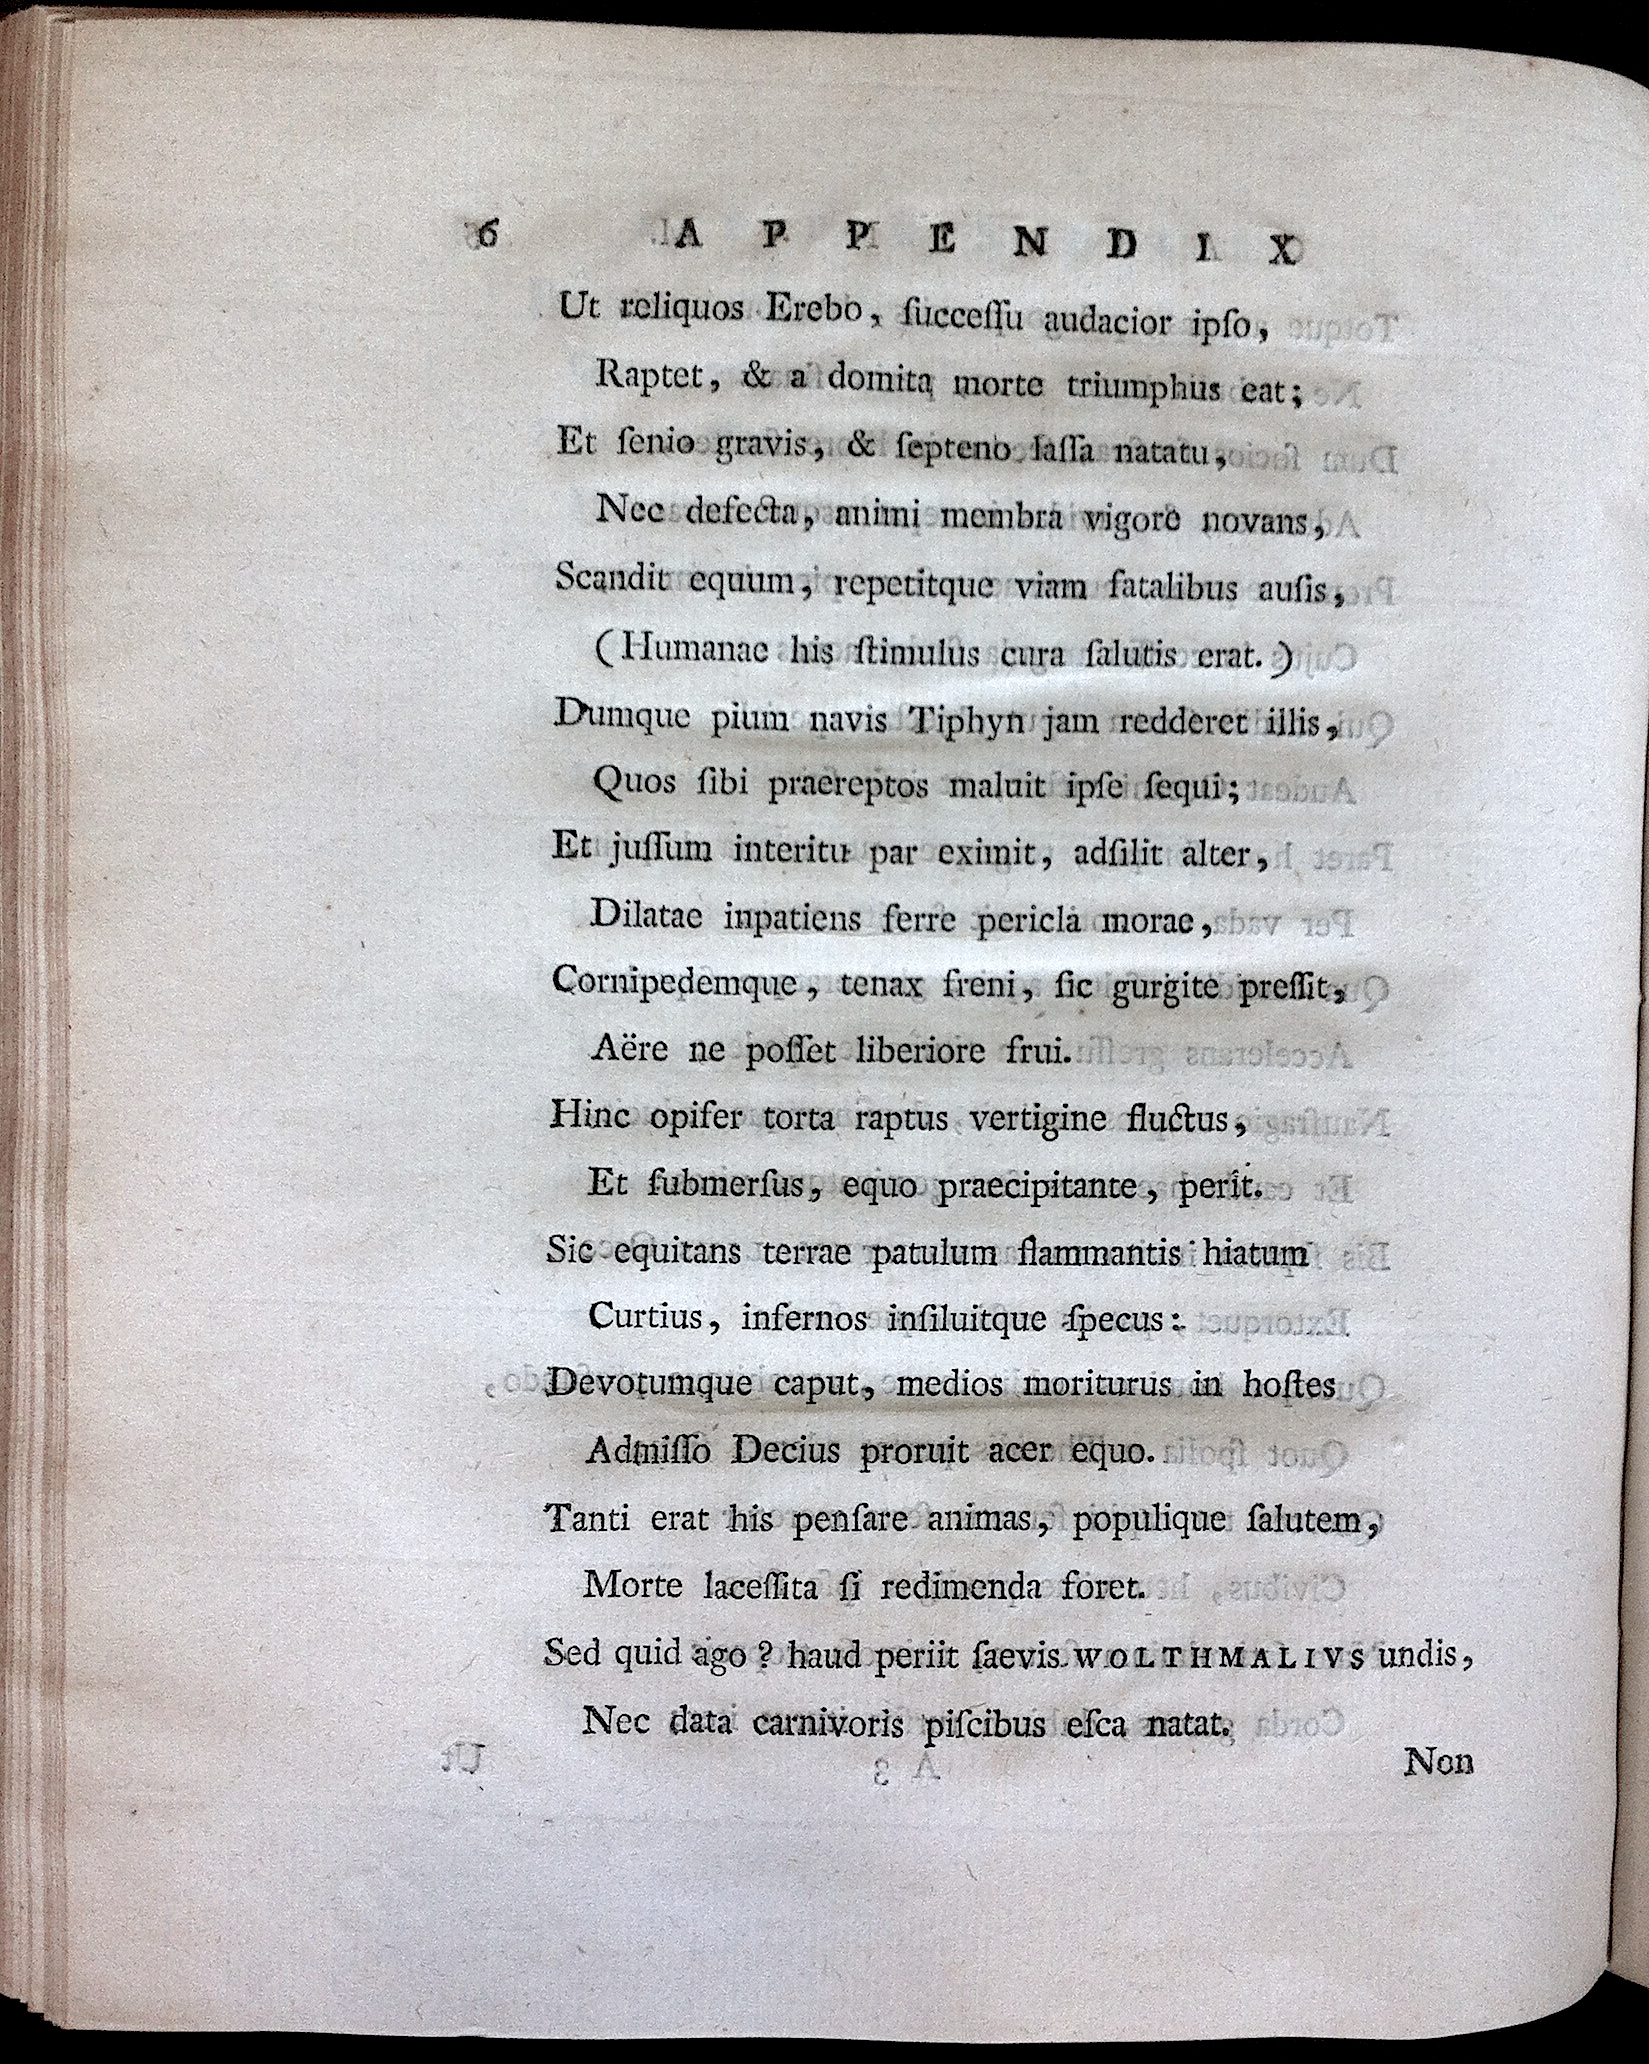 6 APPENDIX
Ut reliquos Erebo, ſucceſſu audacior ipſo,
Raptet, & a domita morte triumphus eat;
Et ſenio gravis, & ſepteno laſſa natatu,
Nec defecta, animi membra vigore novans,
Scandit equum, repetitque viam fatalibus auſis,
(Humanae his ſtimulus cura ſalutis erat.)
Dumque pium navis Tiphyn jam redderet illis,
Quos ſibi praereptos maluit ipſe ſequi;
Et juſſum interitu par eximit, adſilit alter,
Dilatae inpatiens ferre pericla morae,
Cornipedemque, tenax freni, ſic gurgite preſſit,
Aëre ne poſſet liberiore frui.
Hinc opifer torta raptus vertigine fluctus,
Et ſubmerſus, equo praecipitante, perit.
Sic equitans terrae patulum flammantis hiatum
Curtius, infernos inſiluitque ſpecus:
Devotumque caput, medios moriturus in hoſtes
Admiſſo Decius proruit acer equo.
Tanti erat his penſare animas, populique ſalutem,
Morte laceſſita ſi redimenda foret.
Sed quid ago? haud periit ſaevis WOLTHMALIVS undis,
Nec data carnivoris piſcibus eſca natat.
Non